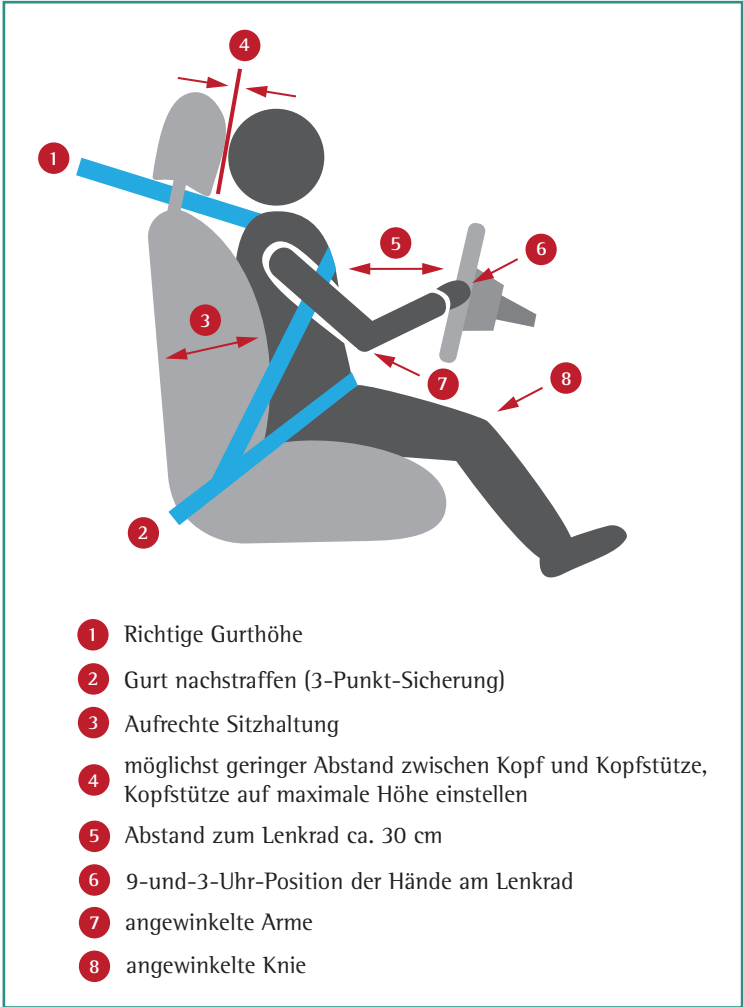 4
1
5
6
3
7
8
2
1 Richtige Gurthöhe
2 Gurt nachstraffen (3-Punkt-Sicherung)
3 Aufrechte Sitzhaltung
4 möglichst geringer Abstand zwischen Kopf und Kopfstütze,
Kopfstütze auf maximale Höhe einstellen
5 Abstand zum Lenkrad ca. 30 cm
6 9-und-3-Uhr-Position der Hände am Lenkrad
7 angewinkelte Arme
8 angewinkelte Knie